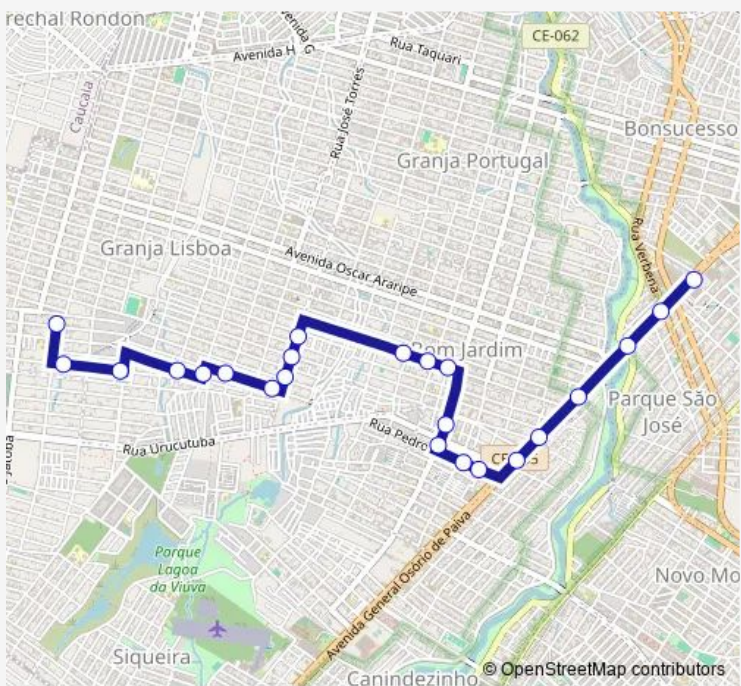 rechal Rondon
Avenida H
Avenida G
Rua Taquari
CE-062
Caucaia
Rua José Torres
Granja Portugal
Bonsucesso
Granja Lisboa
Avenida Oscar Araripe
Rua Verbena
Bom Jardim
Parque São
José
Rua Urucutuba
Rua Pedro
Avenida General Osório de Paiva
Parque
Lagoa
da Viuva
Novo Mo
Siqueira
Canindezinho
© OpenStreetMap contributors